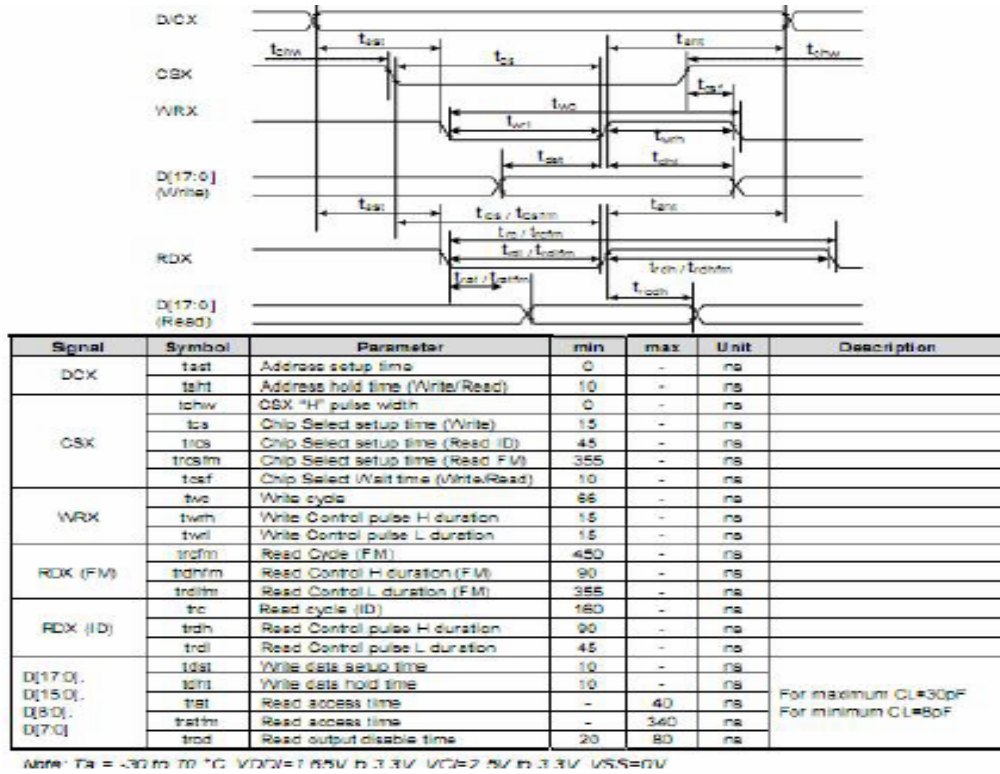 D/CX
tast
taht
tchw
tcs
tchw
CSX
tcsf
WRX
twc
twrl
twrh
tdst
tdht
D[17:0]
(Write)
tast
trcs / trcsfm
taht
trc / trcfm
RDX
trdl / trdlfm
trdh / trdhfm
trat / tratfm
trodh
D[17:0]
(Read)
Signal Symbol Parameter min max Unit Description
DCX
tast Address setup time 0 - ns
taht Address hold time (Write/Read) 10 - ns
CSX
tchw CSX "H" pulse width 0 - ns
tcs Chip Select setup time (Write) 15 - ns
trcs Chip Select setup time (Read ID) 45 - ns
trcsfm Chip Select setup time (Read FM) 355 - ns
tcsf Chip Select Wait time (Write/Read) 10 - ns
WRX
twc Write cycle 66 - ns
twrh Write Control pulse H duration 15 - ns
twrl Write Control pulse L duration 15 - ns
RDX (FM)
trcfm Read Cycle (FM) 450 - ns
trdhfm Read Control H duration (FM) 90 - ns
trdlfm Read Control L duration (FM) 355 - ns
RDX (ID)
trc Read cycle (ID) 160 - ns
trdh Read Control pulse H duration 90 - ns
trdl Read Control pulse L duration 45 - ns
D[17:0],
D[15:0],
D[8:0],
D[7:0]
tdst Write data setup time 10 - ns
tdht Write data hold time 10 - ns
trat Read access time - 40 ns
tratfm Read access time - 340 ns
trod Read output disable time 20 80 ns
For maximum CL=30pF
For minimum CL=8pF
Note: Ta = -30 to 70 °C, VDDI=1.65V to 3.3V, VCI=2.5V to 3.3V, VSS=0V